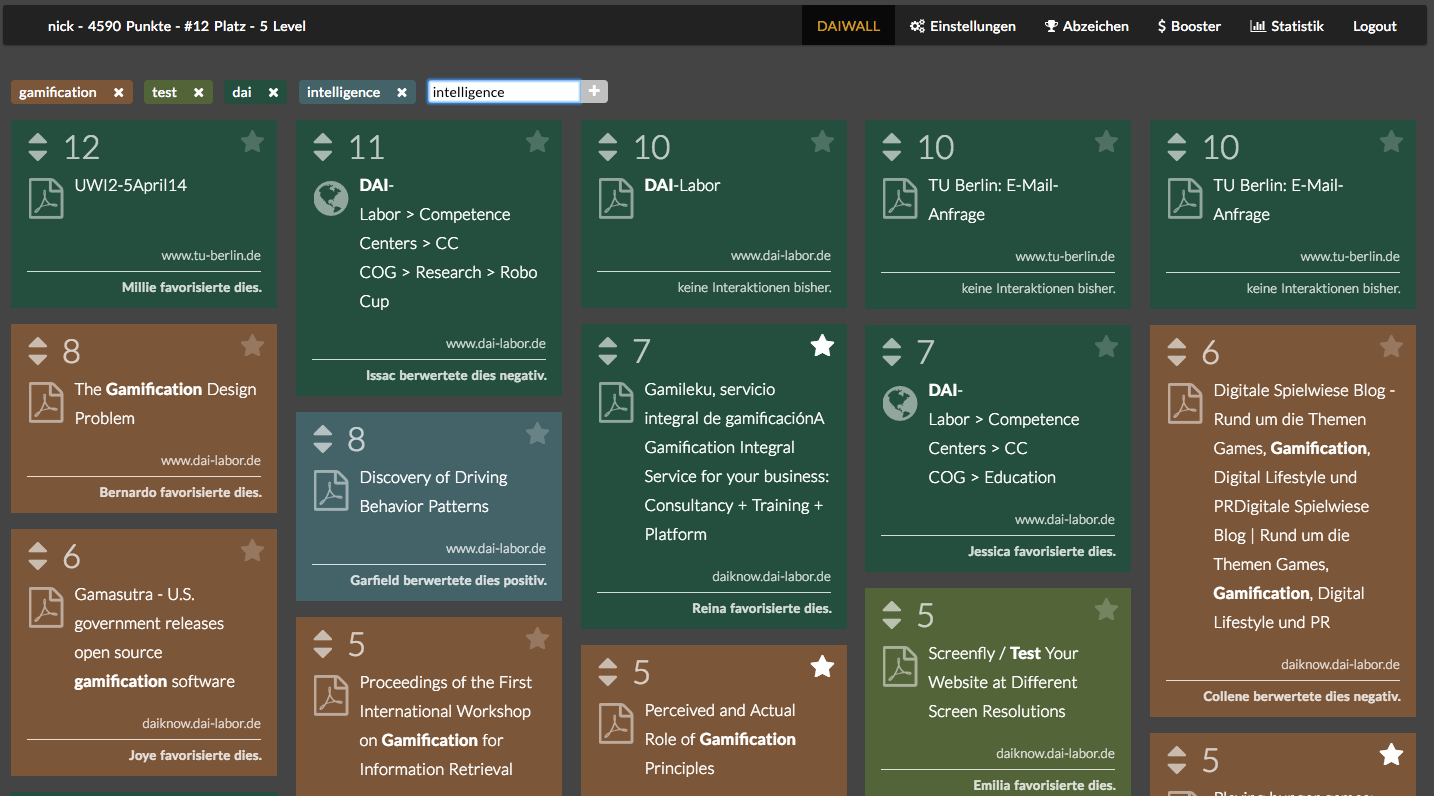 nick - 4590 Punkte - #12 Platz - 5 Level
DAIWALL
Einstellungen
Abzeichen
$ Booster
Statistik
Logout
gamification ×
test ×
dai ×
intelligence ×
intelligence
+
12
UWI2-5April14
www.tu-berlin.de
Millie favorisierte dies.
8
The Gamification Design
Problem
www.dai-labor.de
Bernardo favorisierte dies.
6
Gamasutra - U.S.
government releases
open source
gamification software
daiknow.dai-labor.de
Joye favorisierte dies.
11
DAI-
Labor > Competence
Centers > CC
COG > Research > Robo
Cup
www.dai-labor.de
Issac berwertete dies negativ.
8
Discovery of Driving
Behavior Patterns
www.dai-labor.de
Garfield berwertete dies positiv.
5
Proceedings of the First
International Workshop
on Gamification for
Information Retrieval
10
DAI-Labor
www.dai-labor.de
keine Interaktionen bisher.
7
Gamileku, servicio
integral de gamificaciónA
Gamification Integral
Service for your business:
Consultancy + Training +
Platform
daiknow.dai-labor.de
Reina favorisierte dies.
5
Perceived and Actual
Role of Gamification
Principles
10
TU Berlin: E-Mail-
Anfrage
www.tu-berlin.de
keine Interaktionen bisher.
7
DAI-
Labor > Competence
Centers > CC
COG > Education
www.dai-labor.de
Jessica favorisierte dies.
5
Screenfly / Test Your
Website at Different
Screen Resolutions
daiknow.dai-labor.de
Emilia favorisierte dies.
10
TU Berlin: E-Mail-
Anfrage
www.tu-berlin.de
keine Interaktionen bisher.
6
Digitale Spielwiese Blog -
Rund um die Themen
Games, Gamification,
Digital Lifestyle und
PRDigitale Spielwiese
Blog | Rund um die
Themen Games,
Gamification, Digital
Lifestyle und PR
daiknow.dai-labor.de
Collene berwertete dies negativ.
5